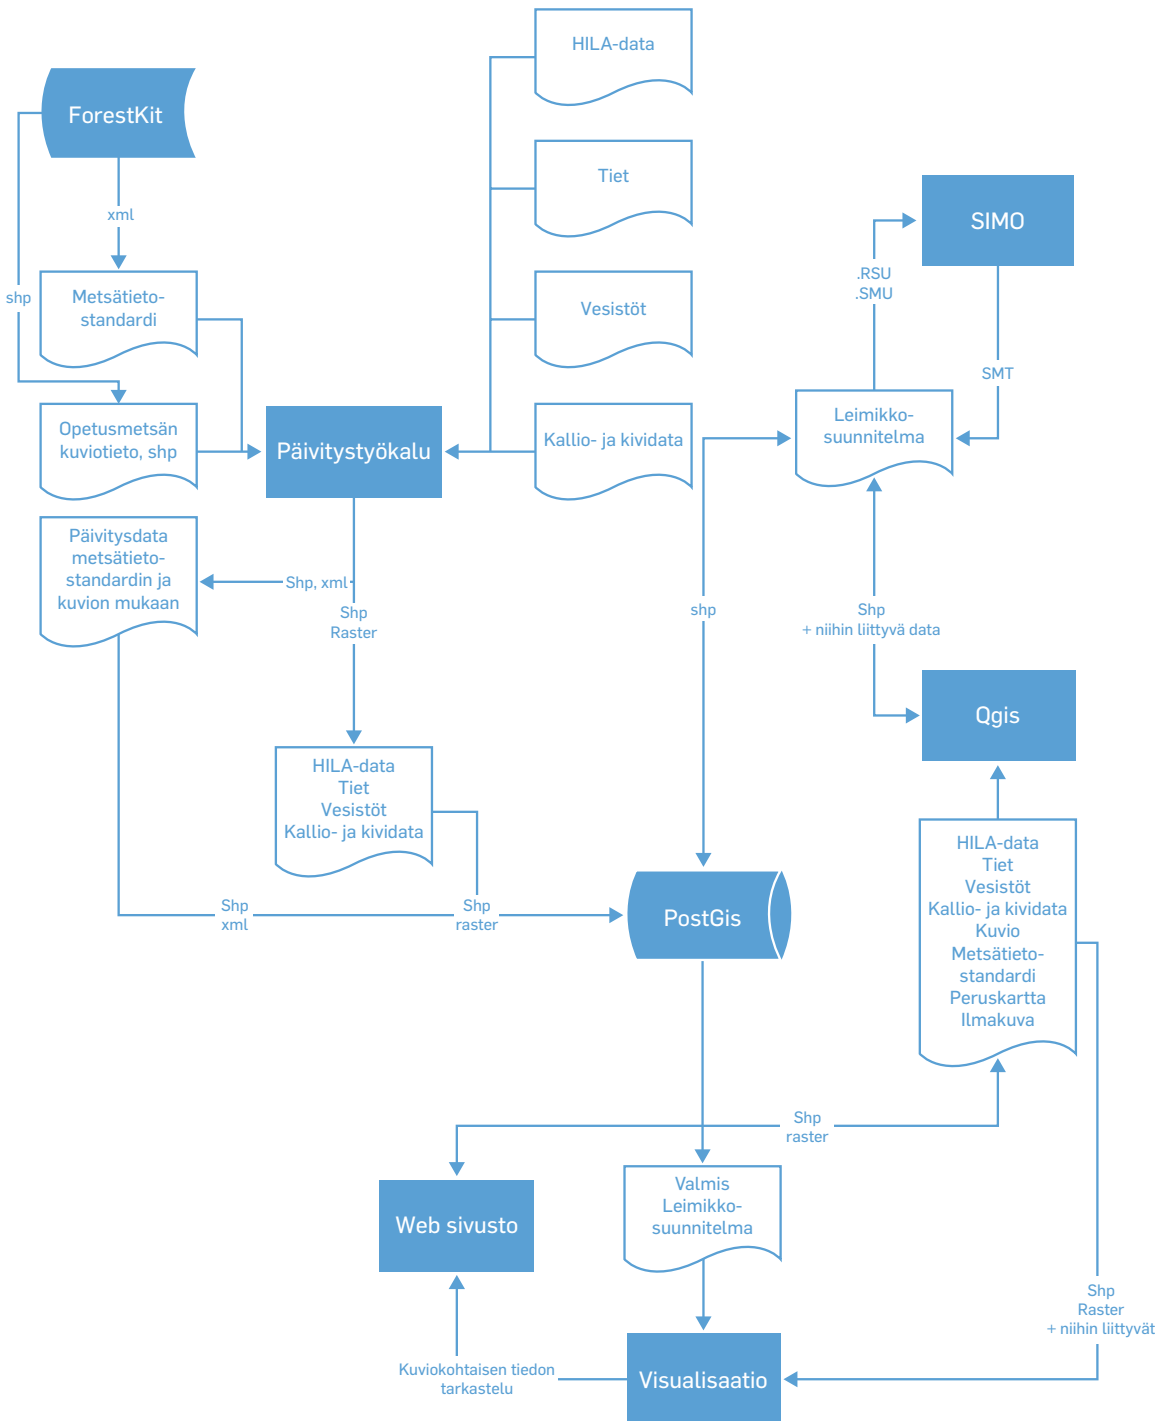 HILA-data
ForestKit
Tiet
xml
SIMO
.RSU
.SMU
shp
Metsätieto-
standardi
Vesistöt
SMT
Opetusmetsän
kuviotieto, shp
Päivitystyökalu
Kallio- ja kividata
Leimikko-
suunnitelma
Päivitysdata
metsätieto-
standardin ja
kuvion mukaan
Shp, xml
Shp
Raster
shp
Shp
+ niihin liittyvä data
Qgis
HILA-data
Tiet
Vesistöt
Kallio- ja kividata
HILA-data
Tiet
Vesistöt
Kallio- ja kividata
Kuvio
Metsätieto-
standardi
Peruskartta
Ilmakuva
Shp
xml
Shp
raster
PostGis
Shp
raster
Valmis
Leimikko-
suunnitelma
Web sivusto
Shp
Raster
+ niihin liittyvät
Kuviokohtaisen tiedon
tarkastelu
Visualisaatio